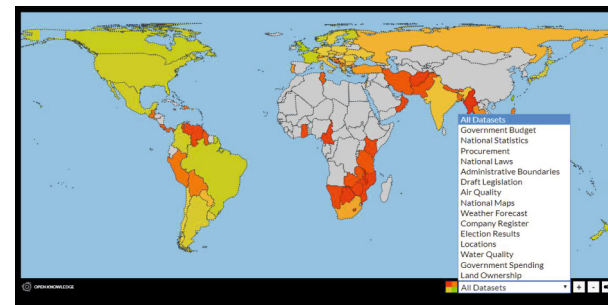 All Datasets
Government Budget
National Statistics
Procurement
National Laws
Administrative Boundaries
Draft Legislation
Air Quality
National Maps
Weather Forecast
Company Register
Election Results
Locations
Water Quality
Government Spending
Land Ownership
OPEN KNOWLEDGE
All Datasets
+ -